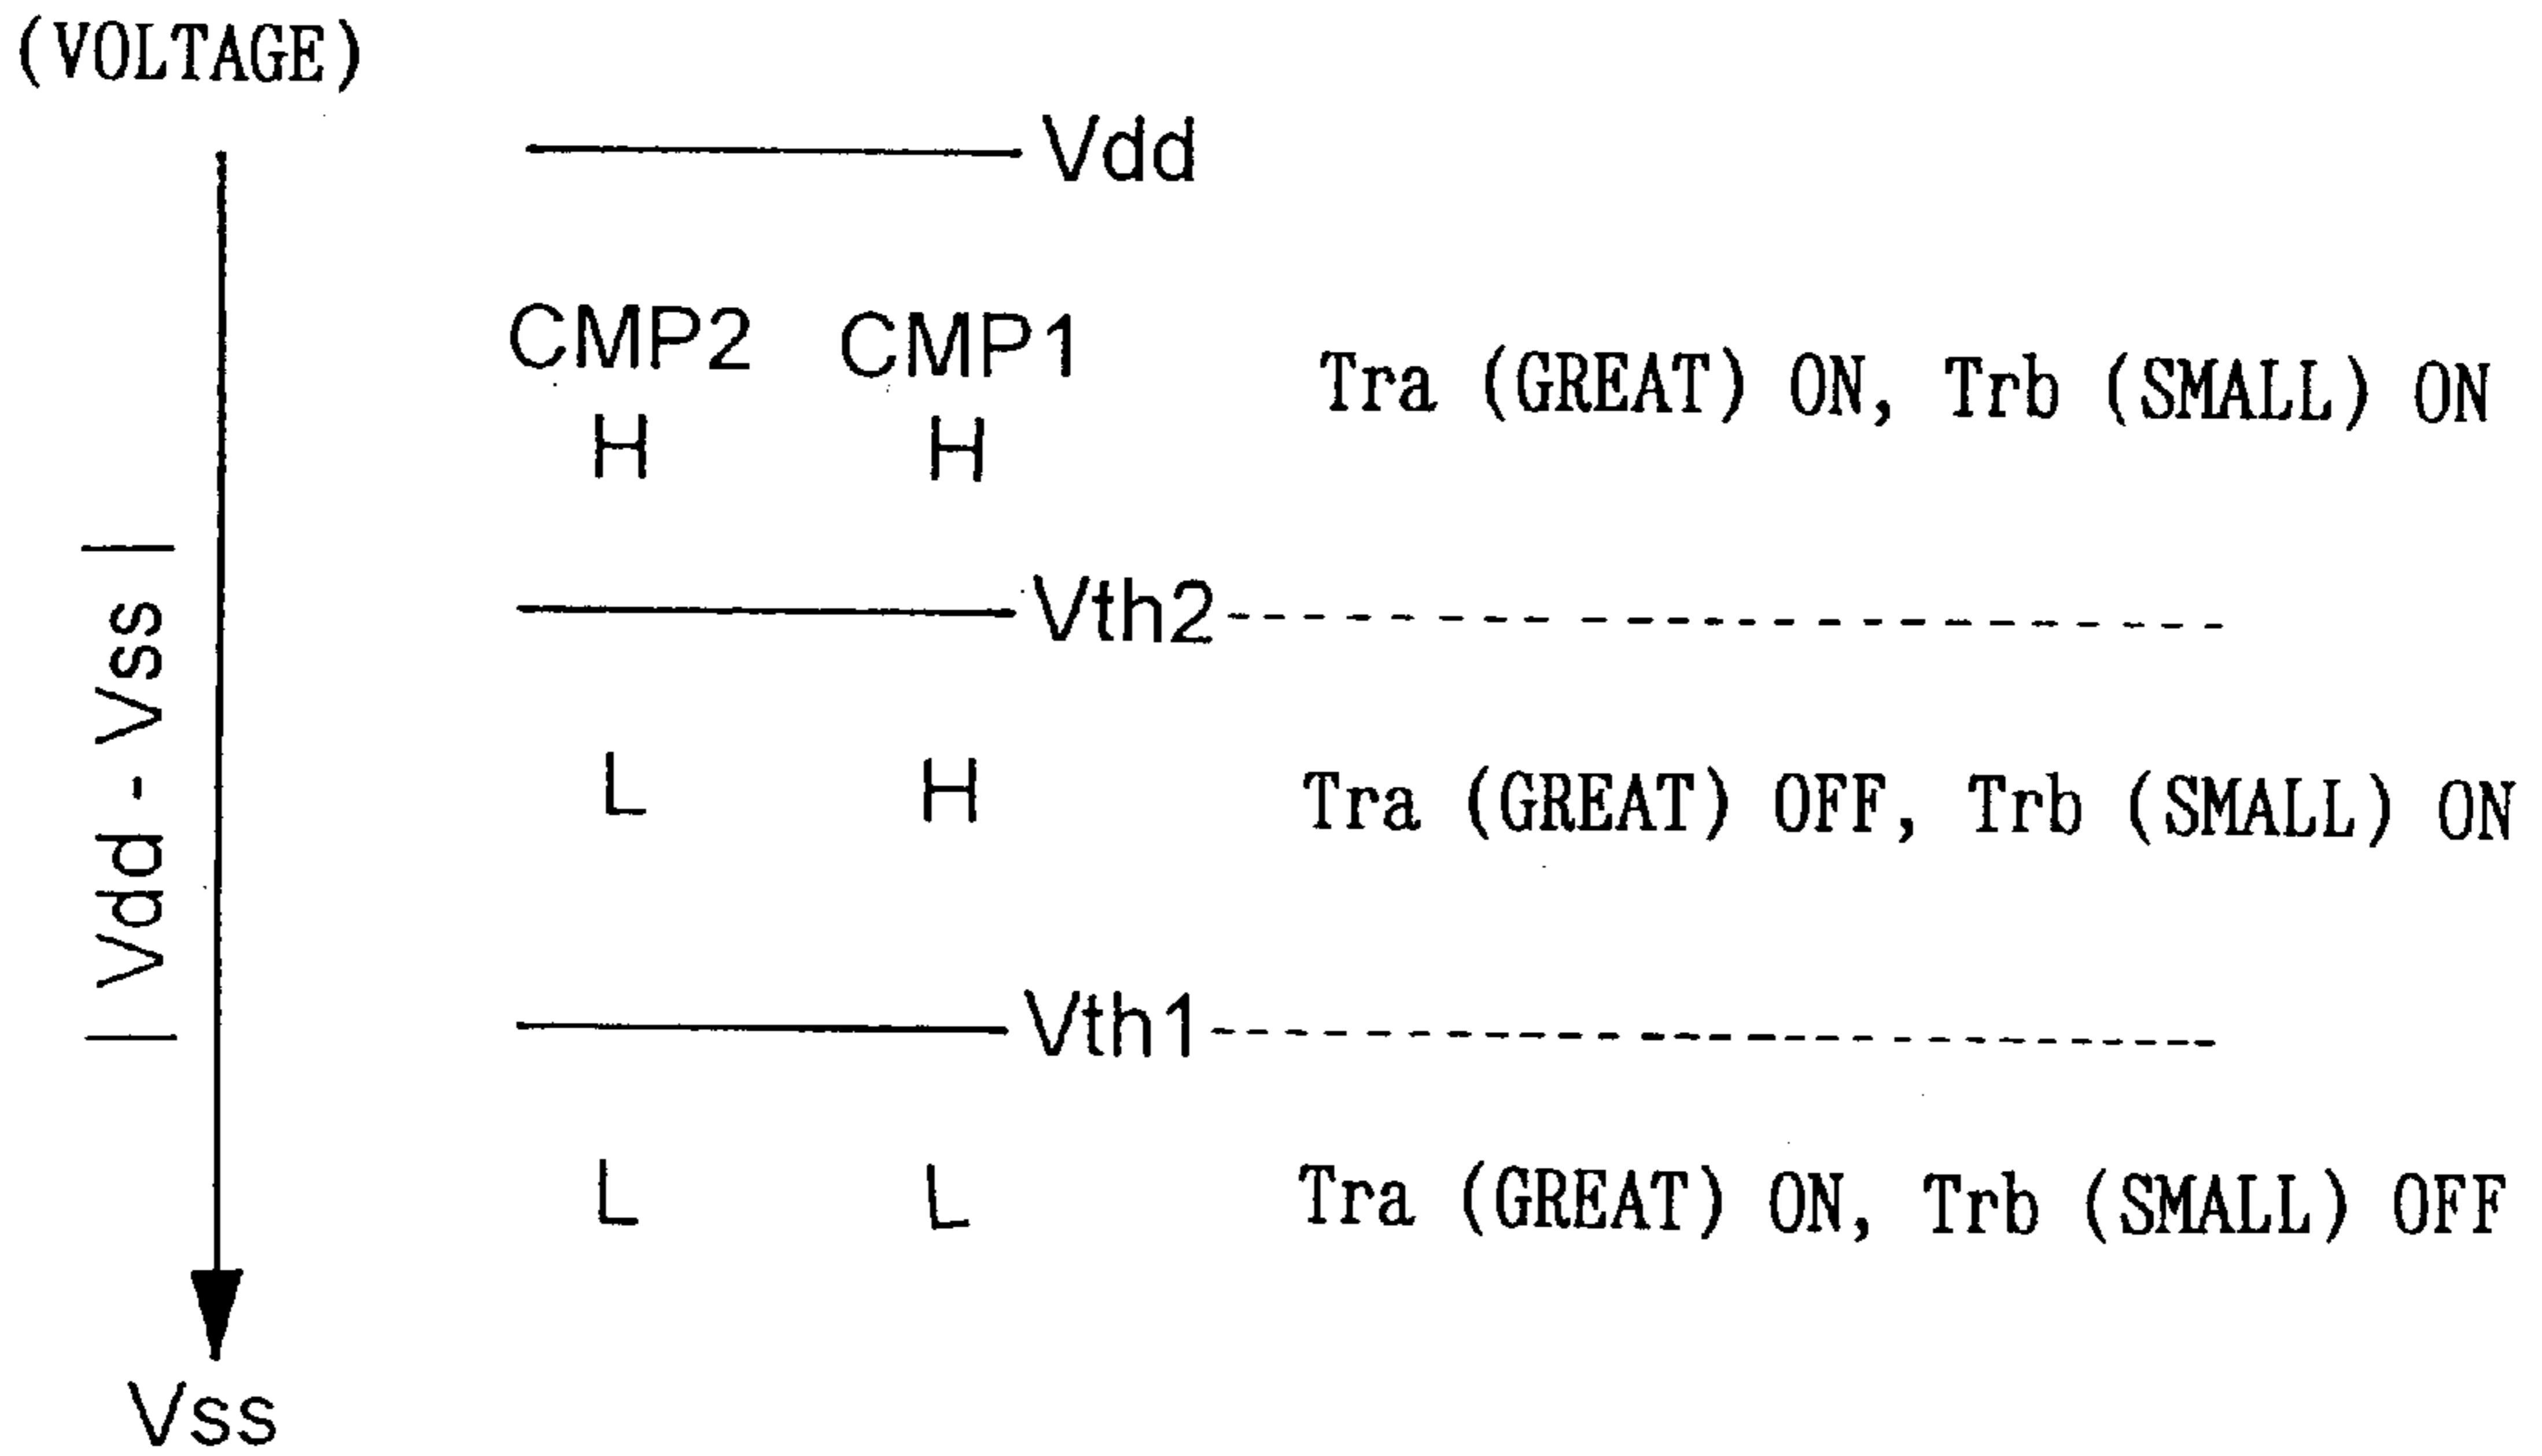 (VOLTAGE)
Vdd
CMP2 CMP1
Tra (GREAT) ON, Trb (SMALL) ON
H H
| Vdd - Vss |
Vth2
L H
Tra (GREAT) OFF, Trb (SMALL) ON
Vth1
L L
Tra (GREAT) ON, Trb (SMALL) OFF
Vss